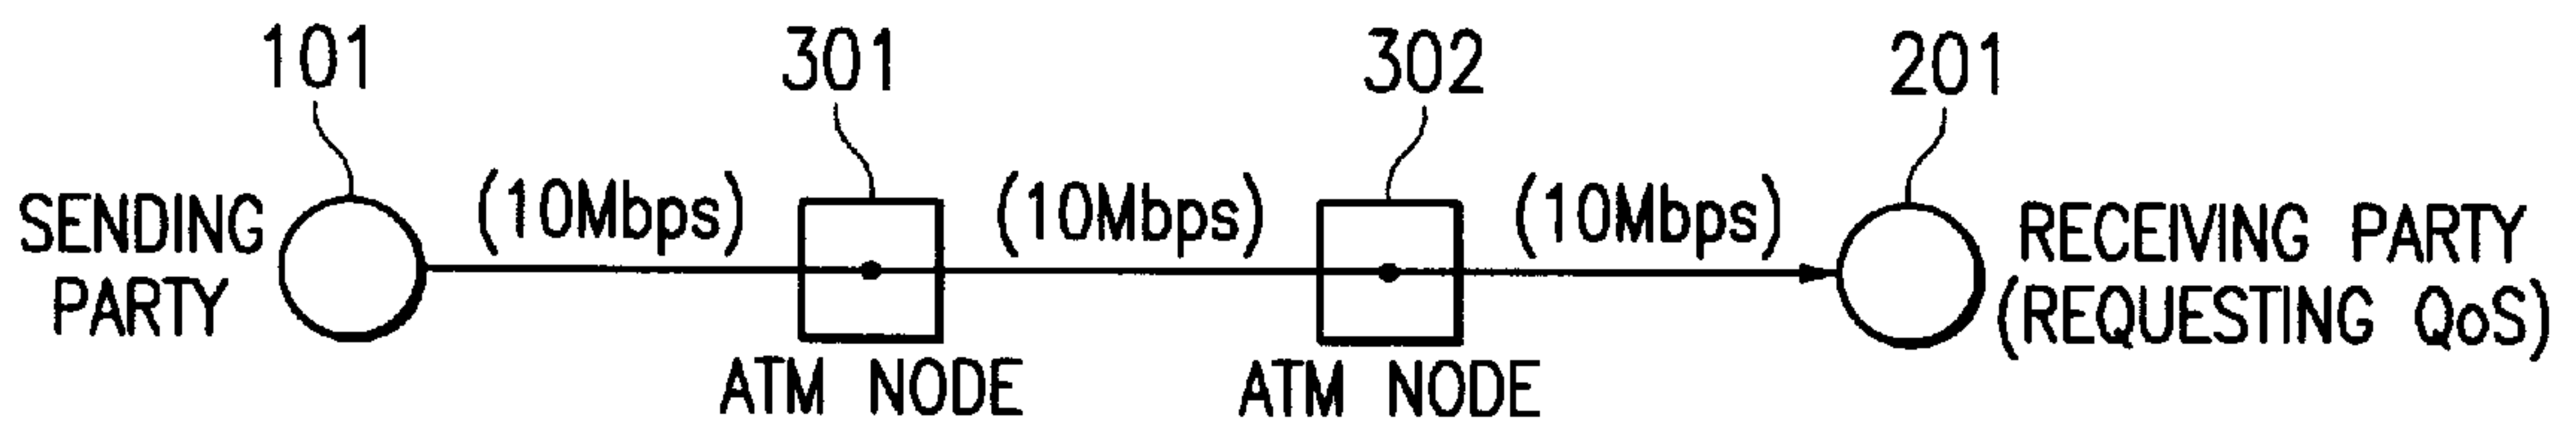 101
301
302
201
SENDING
PARTY
(10Mbps)
(10Mbps)
(10Mbps)
RECEIVING PARTY
(REQUESTING QoS)
ATM NODE
ATM NODE